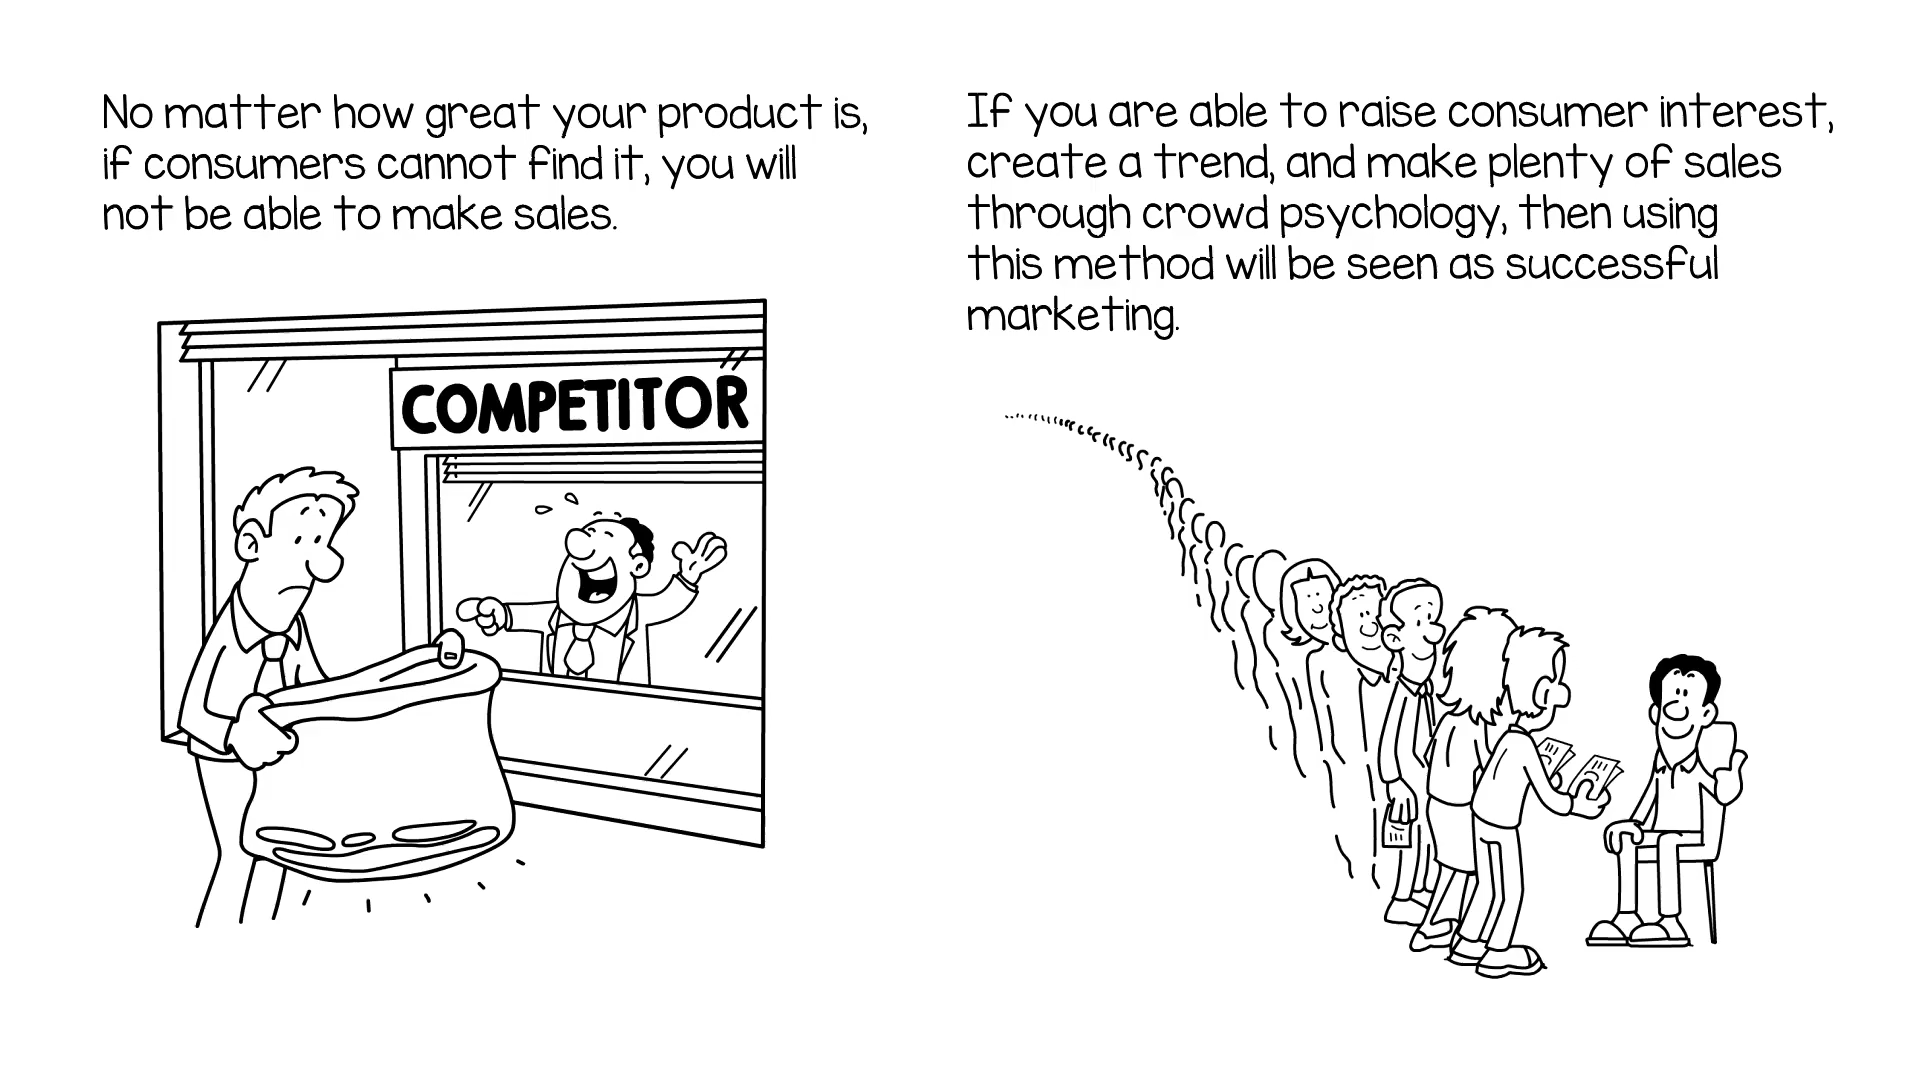 No matter how great your product is,
if consumers cannot find it, you will
not be able to make sales.
COMPETITOR
If you are able to raise consumer interest,
create a trend, and make plenty of sales
through crowd psychology, then using
this method will be seen as successful
marketing.